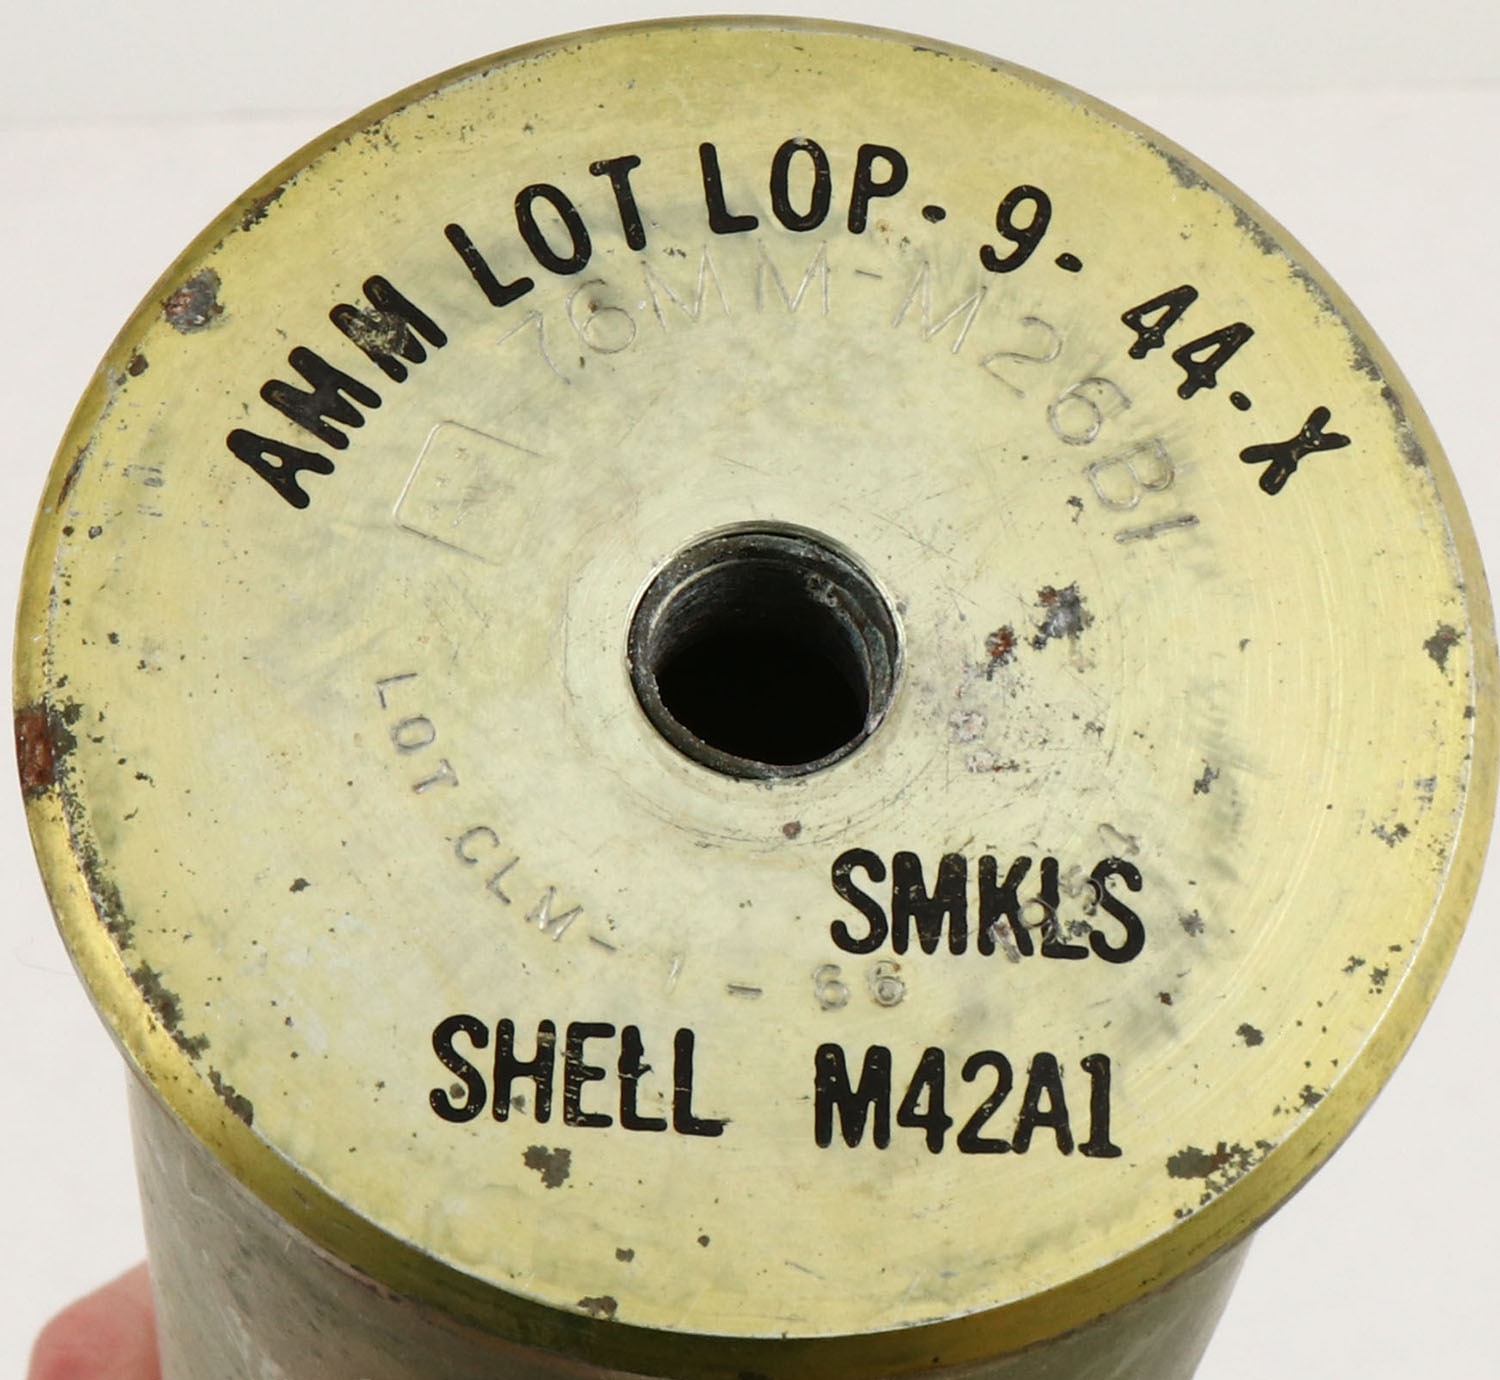 AMM LOT LOP-9-44-X
76MM-M26B1
LOT CLM-1-66
SMKLS
SHELL M42A1